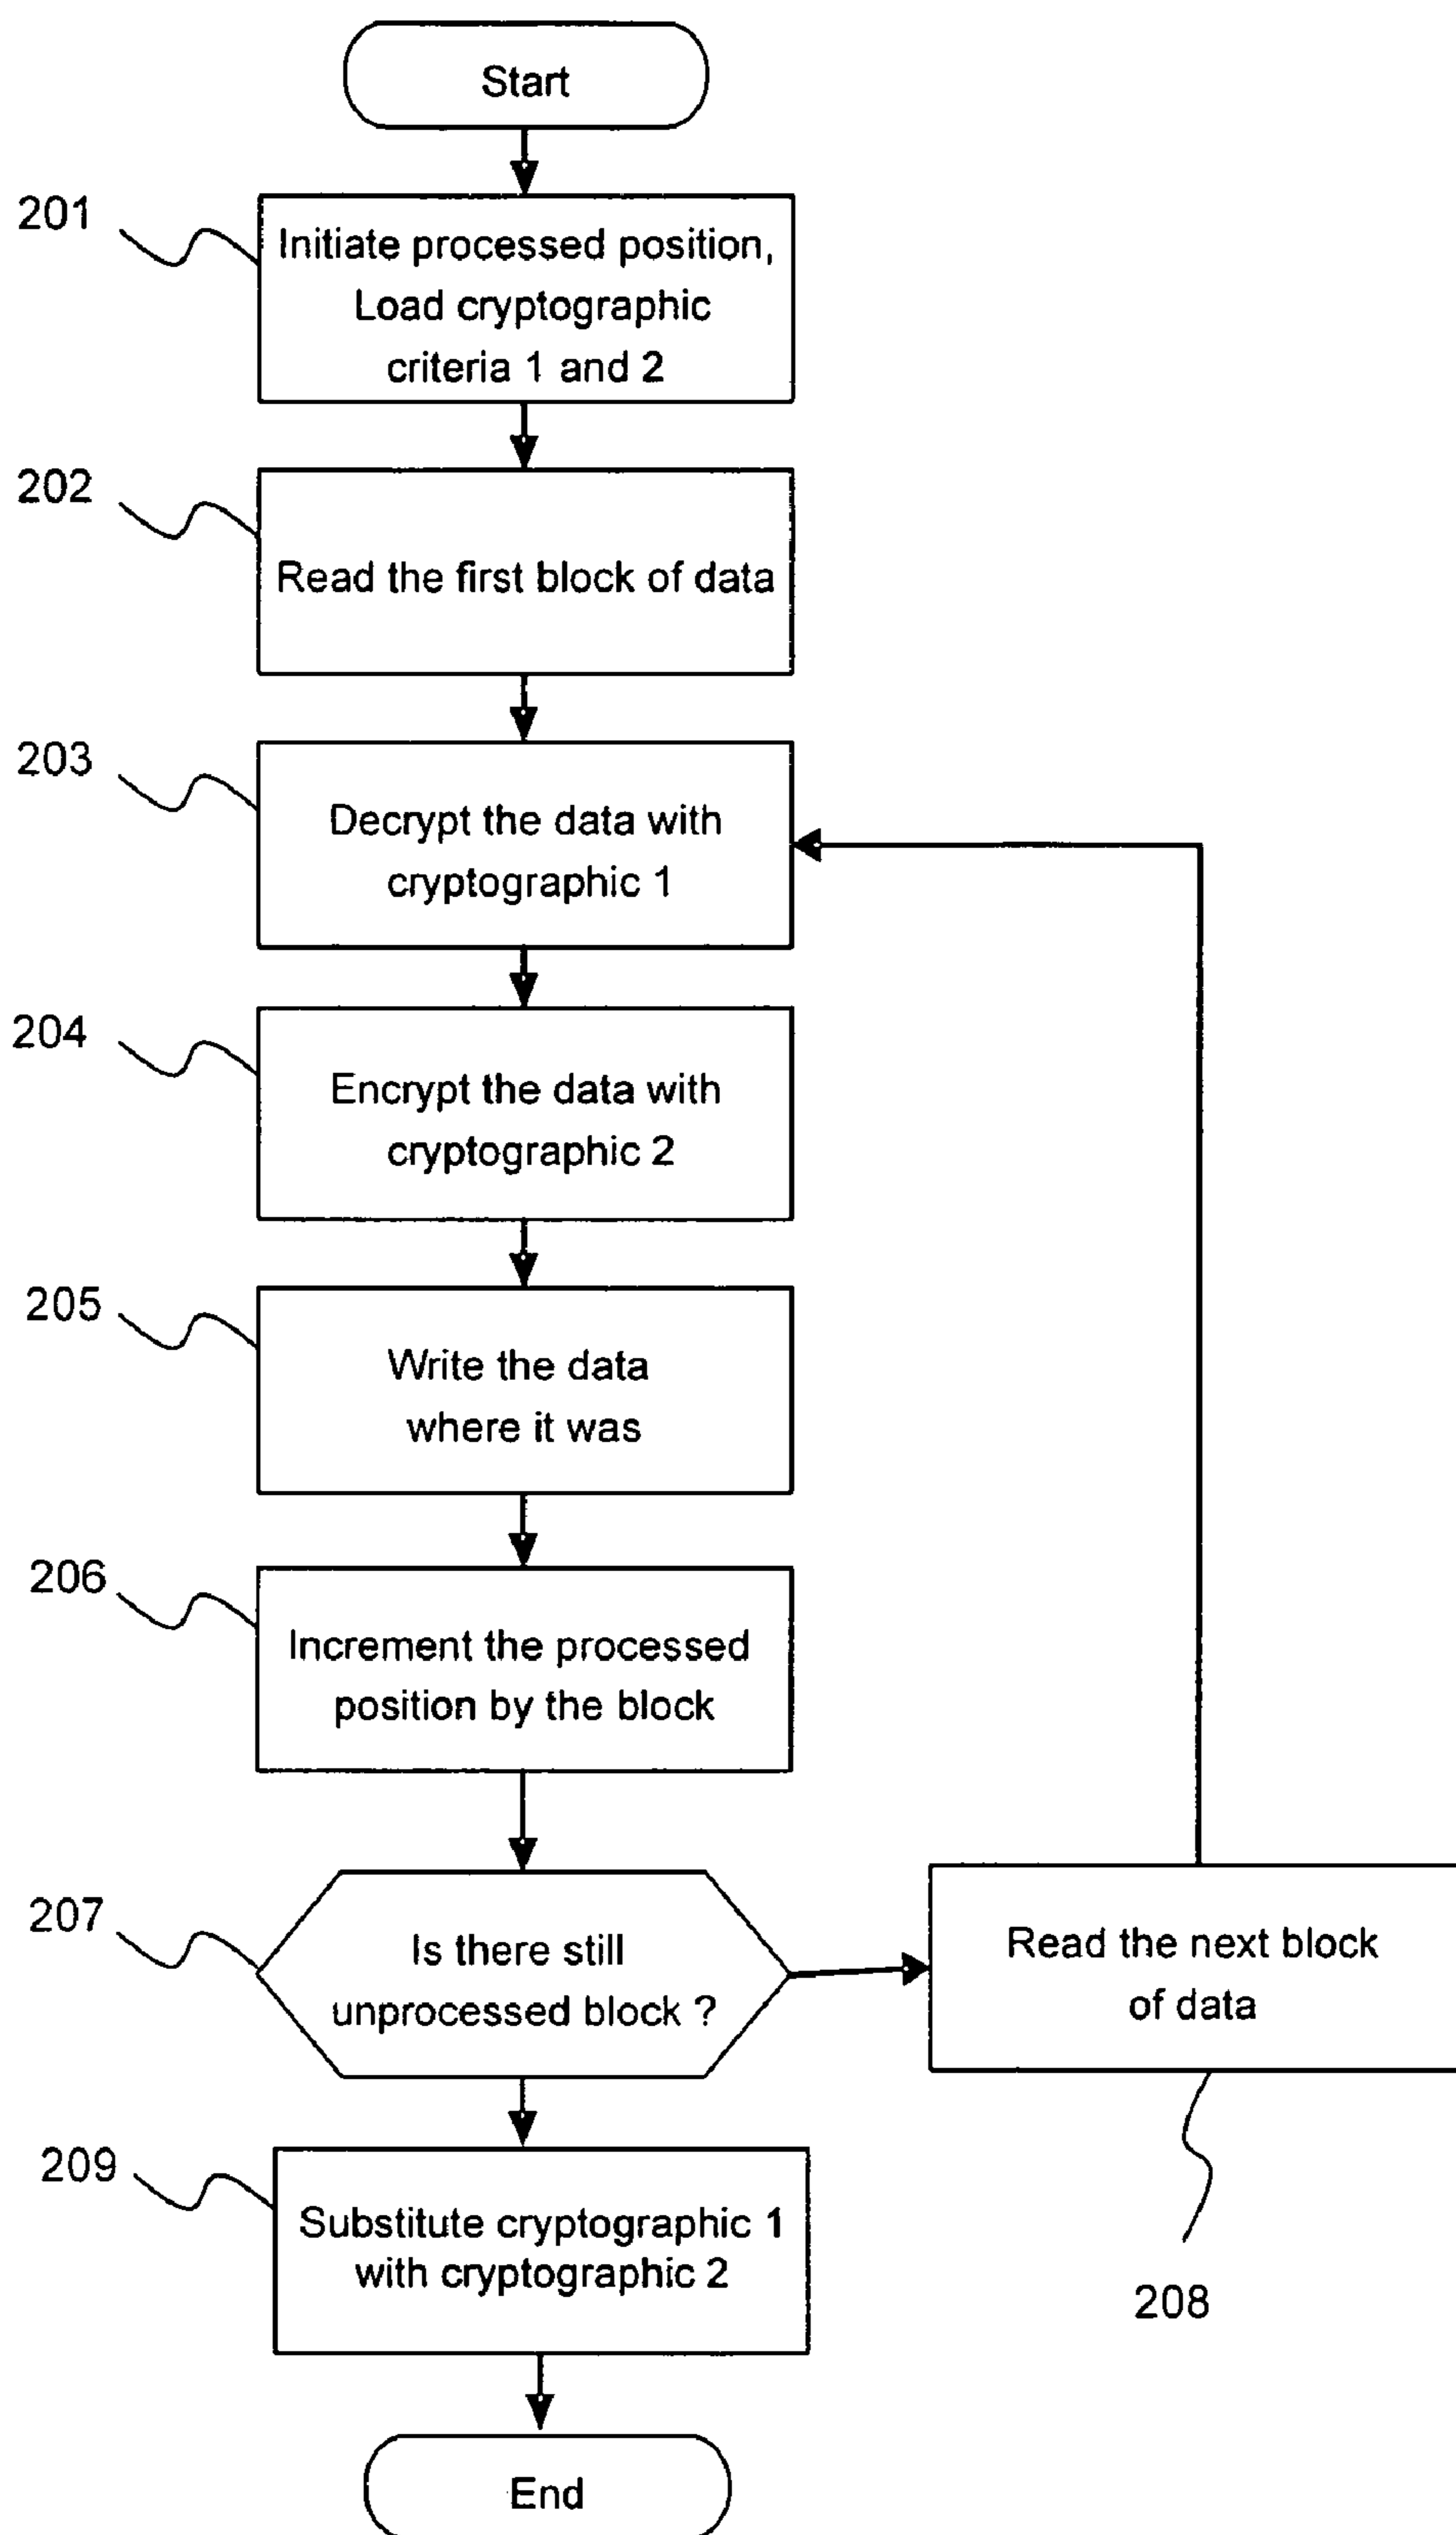 Start
201
Initiate processed position,
Load cryptographic
criteria 1 and 2
202
Read the first block of data
203
Decrypt the data with
cryptographic 1
204
Encrypt the data with
cryptographic 2
205
Write the data
where it was
206
Increment the processed
position by the block
207
Is there still
unprocessed block ?
Read the next block
of data
208
209
Substitute cryptographic 1
with cryptographic 2
End